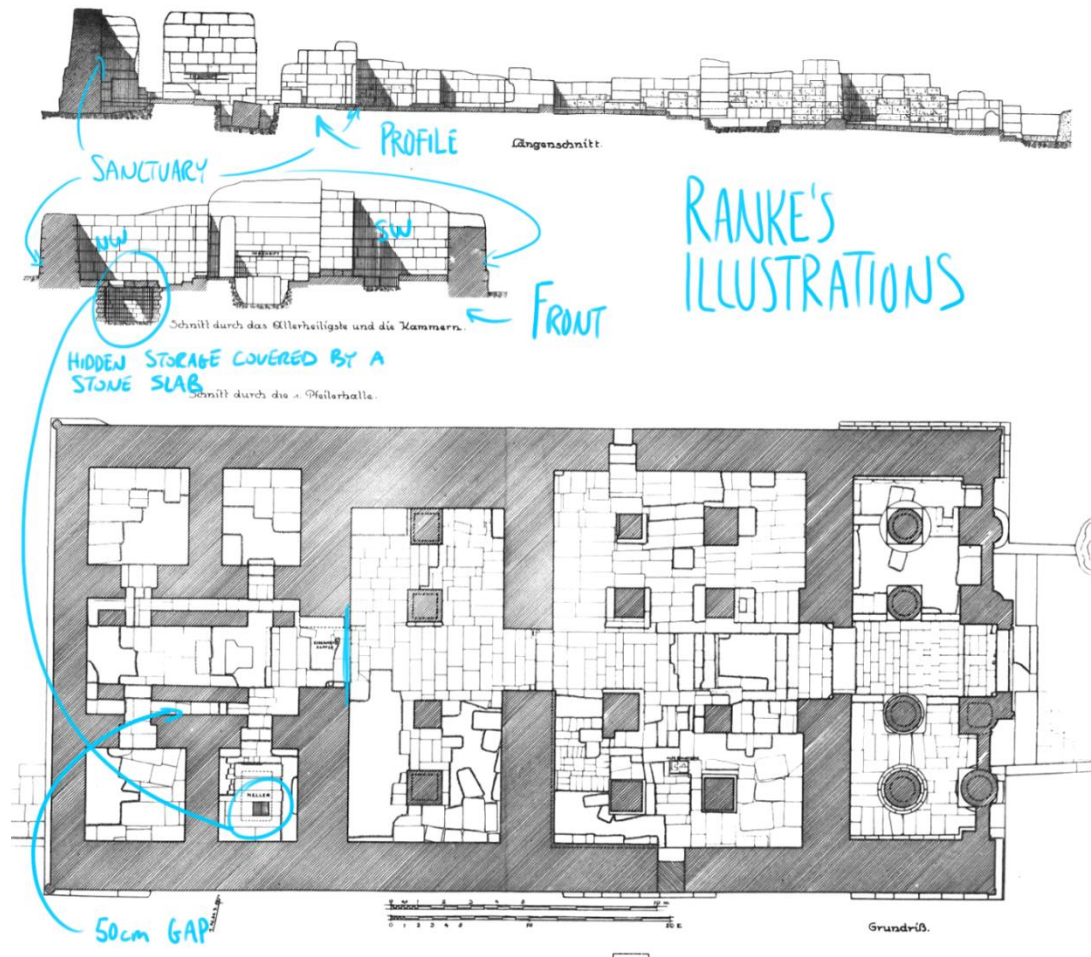 Längenschnitt.
PROFILE
SANCTUARY
RANKE'S
ILLUSTRATIONS
NW
SW
FRONT
Schnitt durch das Allerheiligste und die Kammern.
HIDDEN STORAGE COVERED BY A
STONE SLAB
Schnitt durch die 1. Pfeilerhalle.
KELLER
50cm GAP
Grundriß.